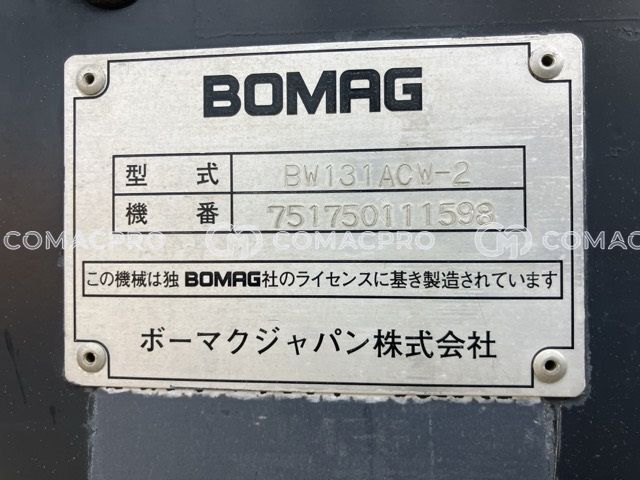 BOMAG
型 式 BW131ACW-2
機 番 751750111598
COMACPRO COMACPRO COMACPRO
この機械は独 BOMAG社のライセンスに基き製造されています
ボーマクジャパン株式会社